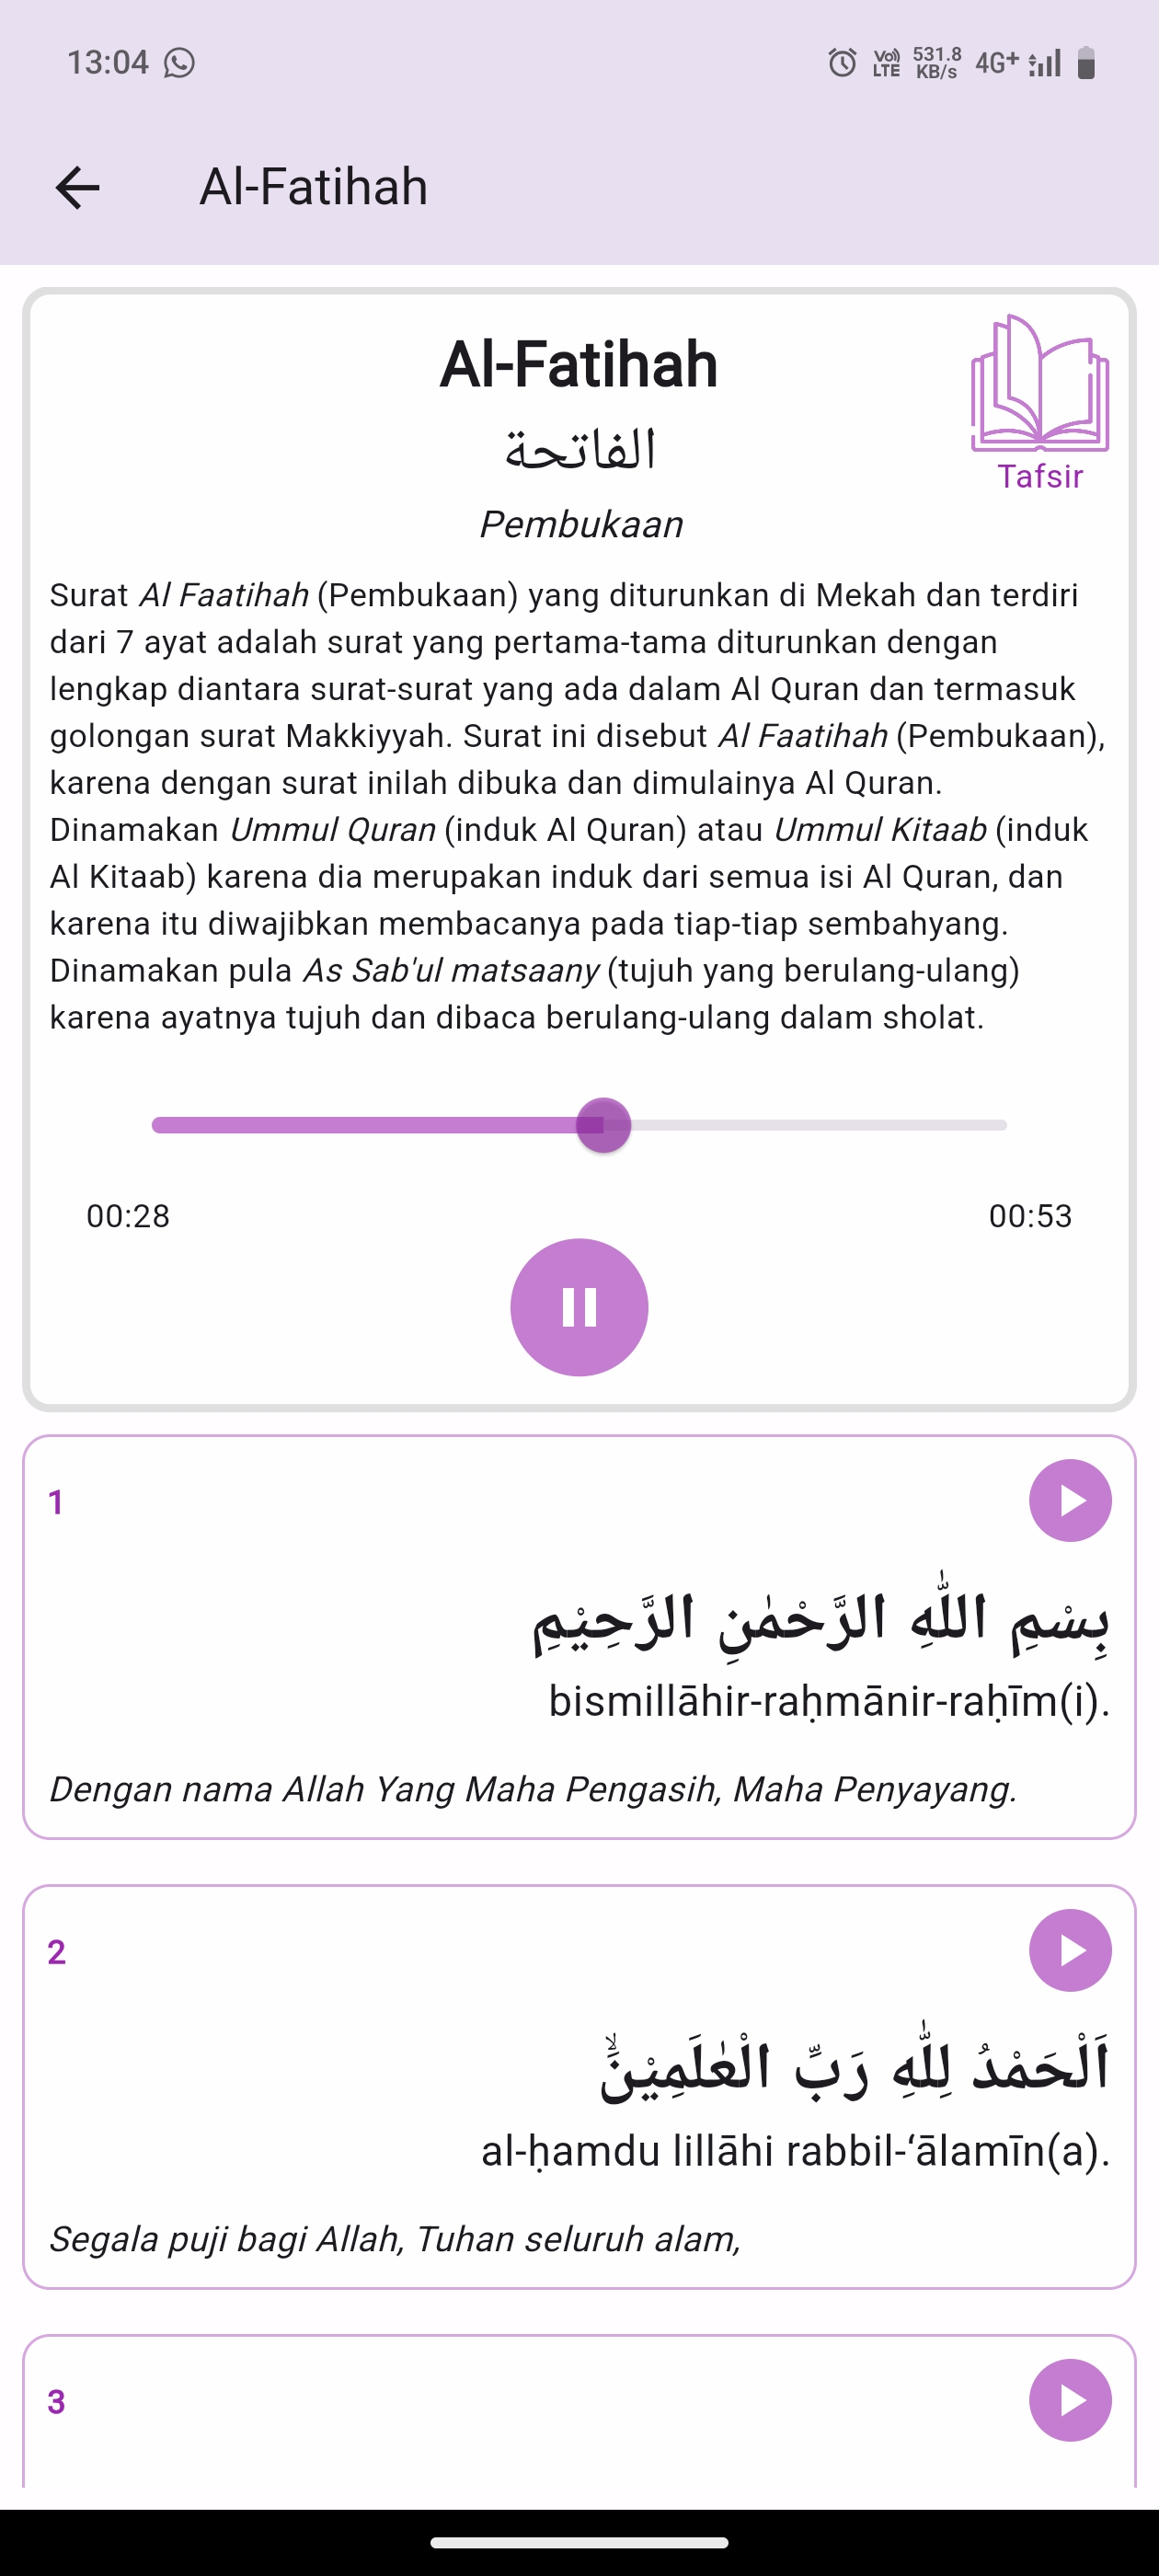 13:04
Vo)) LTE 531.8 KB/s 4G+
Al-Fatihah
Al-Fatihah
الفاتحة
Tafsir
Pembukaan
Surat Al Faatihah (Pembukaan) yang diturunkan di Mekah dan terdiri
dari 7 ayat adalah surat yang pertama-tama diturunkan dengan
lengkap diantara surat-surat yang ada dalam Al Quran dan termasuk
golongan surat Makkiyyah. Surat ini disebut Al Faatihah (Pembukaan),
karena dengan surat inilah dibuka dan dimulainya Al Quran.
Dinamakan Ummul Quran (induk Al Quran) atau Ummul Kitaab (induk
Al Kitaab) karena dia merupakan induk dari semua isi Al Quran, dan
karena itu diwajibkan membacanya pada tiap-tiap sembahyang.
Dinamakan pula As Sab'ul matsaany (tujuh yang berulang-ulang)
karena ayatnya tujuh dan dibaca berulang-ulang dalam sholat.
00:28 00:53
1
بِسْمِ اللّٰهِ الرَّحْمٰنِ الرَّحِيْمِ
bismillāhir-raḥmānir-raḥīm(i).
Dengan nama Allah Yang Maha Pengasih, Maha Penyayang.
2
اَلْحَمْدُ لِلّٰهِ رَبِّ الْعٰلَمِيْنَۙ
al-ḥamdu lillāhi rabbil-‘ālamīn(a).
Segala puji bagi Allah, Tuhan seluruh alam,
3